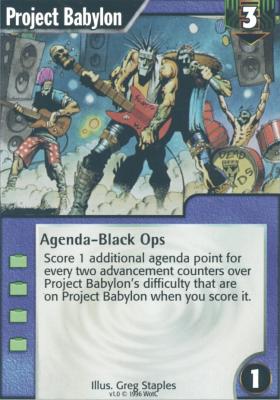 Project Babylon
3
Agenda–Black Ops
Score 1 additional agenda point for
every two advancement counters over
Project Babylon's difficulty that are
on Project Babylon when you score it.
1
Illus. Greg Staples
v1.0 © 1996 WotC